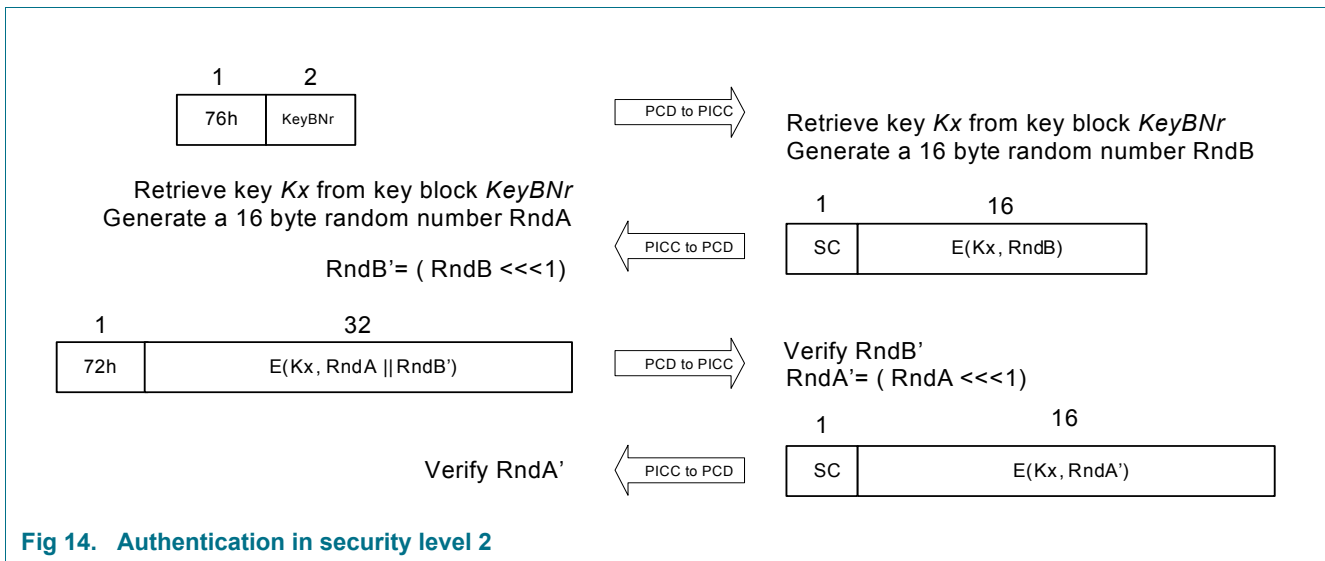 1 2
76h KeyBNr
PCD to PICC
Retrieve key Kx from key block KeyBNr
Generate a 16 byte random number RndB
Retrieve key Kx from key block KeyBNr
Generate a 16 byte random number RndA
1 16
PICC to PCD
SC E(Kx, RndB)
RndB’= ( RndB <<<1)
1 32
72h E(Kx, RndA ||RndB’)
PCD to PICC
Verify RndB’
RndA’= ( RndA <<<1)
1 16
Verify RndA’
PICC to PCD
SC E(Kx, RndA’)
Fig 14. Authentication in security level 2